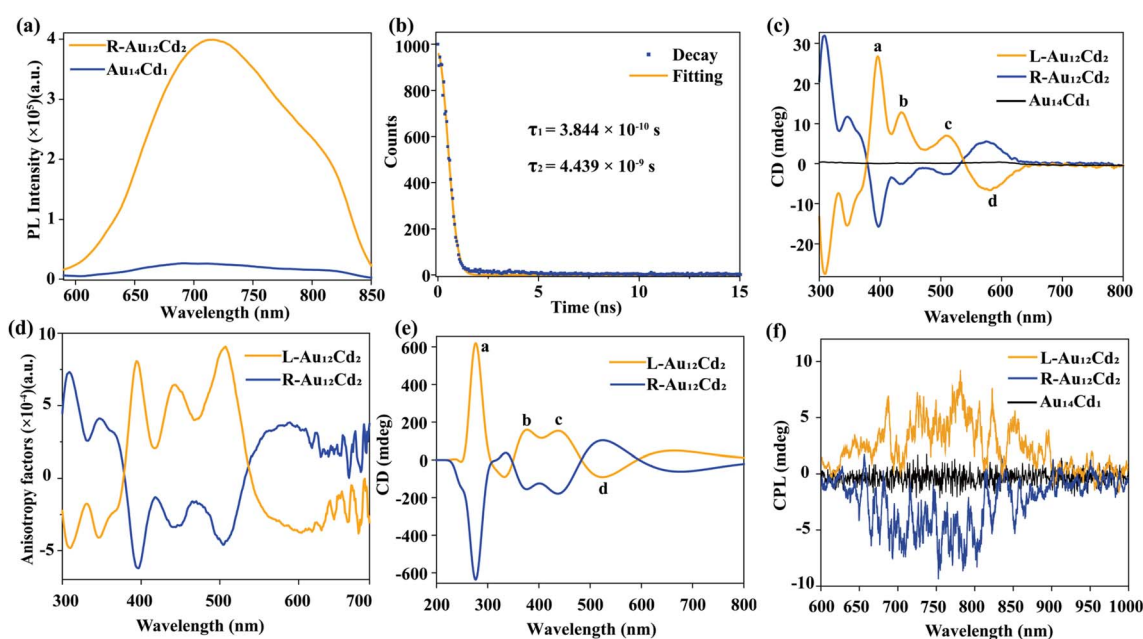 (a)
R-Au₁₂Cd₂
Au₁₄Cd₁
PL Intensity (×10⁵)(a.u.)
4
3
2
1
0
600 650 700 750 800 850
Wavelength (nm)
(b)
Decay
Fitting
τ₁ = 3.844 × 10⁻¹⁰ s
τ₂ = 4.439 × 10⁻⁹ s
Counts
1000
800
600
400
200
0
0 5 10 15
Time (ns)
(c)
L-Au₁₂Cd₂
R-Au₁₂Cd₂
Au₁₄Cd₁
a
b
c
d
CD (mdeg)
30
20
10
0
-10
-20
300 400 500 600 700 800
Wavelength (nm)
(d)
L-Au₁₂Cd₂
R-Au₁₂Cd₂
Anisotropy factors (×10⁻⁴)(a.u.)
10
5
0
-5
300 400 500 600 700
Wavelength (nm)
(e)
L-Au₁₂Cd₂
R-Au₁₂Cd₂
a
b
c
d
CD (mdeg)
600
400
200
0
-200
-400
-600
200 300 400 500 600 700 800
Wavelength (nm)
(f)
L-Au₁₂Cd₂
R-Au₁₂Cd₂
Au₁₄Cd₁
CPL (mdeg)
10
5
0
-5
-10
600 650 700 750 800 850 900 950 1000
Wavelength (nm)